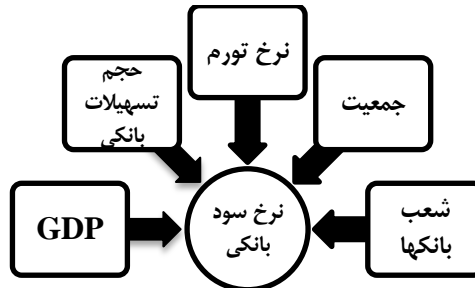 نرخ تورم
حجم
تسهیلات
بانکی
جمعیت
نرخ سود
بانکی
GDP
شعب
بانکها